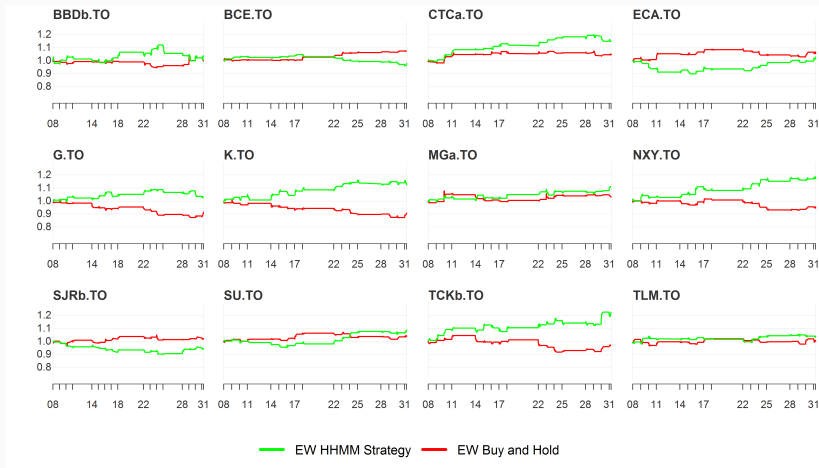 BBDb.TO BCE.TO CTCa.TO ECA.TO
1.2
1.1
1.0
0.9
0.8
08 14 18 22 28 31 08 11 15 17 22 25 28 31 08 11 14 17 22 25 28 31 08 11 15 18 22 25 28 31
G.TO K.TO MGa.TO NXY.TO
1.2
1.1
1.0
0.9
0.8
08 14 17 22 28 31 08 11 14 17 22 25 28 31 08 11 14 17 22 25 28 31 08 11 14 17 22 25 28 31
SJRb.TO SU.TO TCKb.TO TLM.TO
1.2
1.1
1.0
0.9
0.8
08 14 17 22 28 31 08 11 15 17 22 25 28 31 08 11 14 17 22 25 28 31 08 11 15 17 22 25 28 31
EW HHMM Strategy EW Buy and Hold